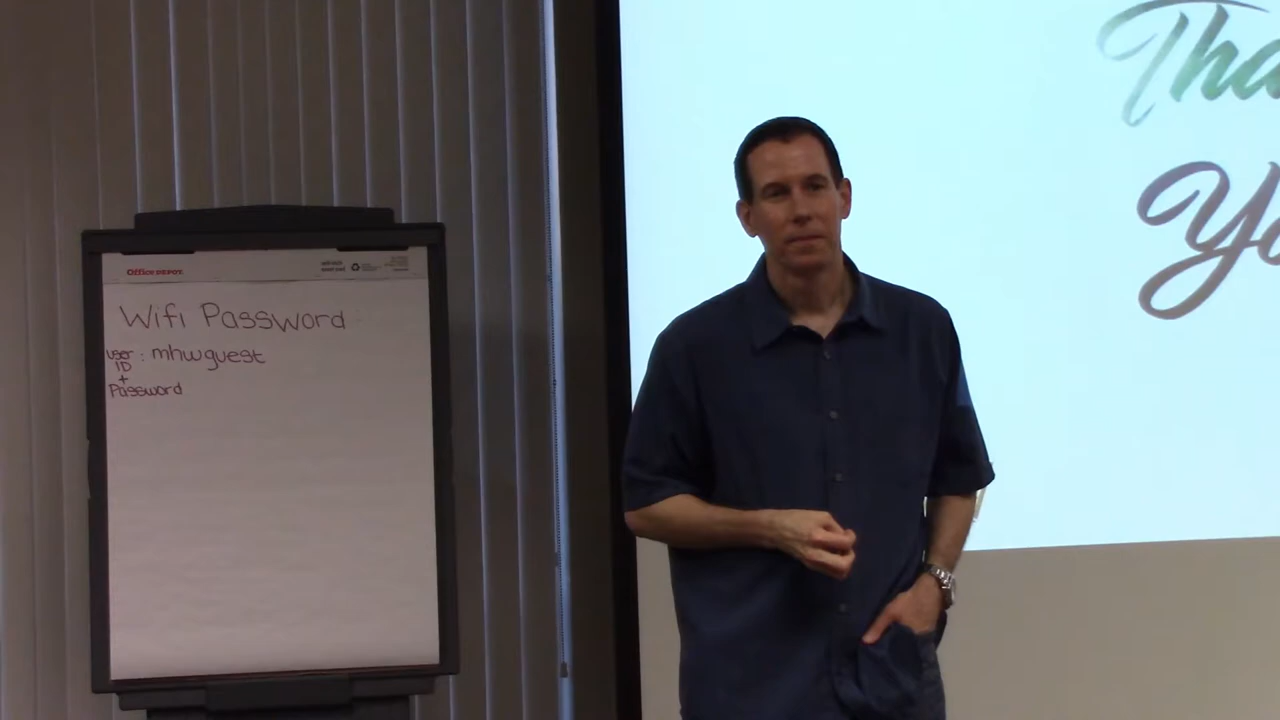 Office DEPOT
Wifi Password
user : mhwguest
ID
+
Password
Tha
Yo